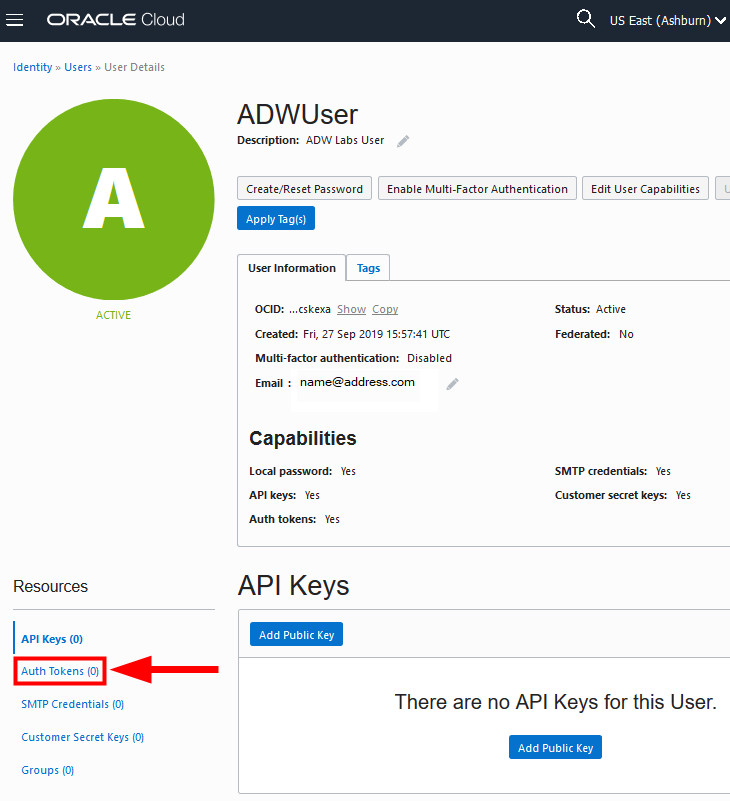 ORACLE Cloud
US East (Ashburn)
Identity » Users » User Details
A
ACTIVE
ADWUser
Description: ADW Labs User
Create/Reset Password
Enable Multi-Factor Authentication
Edit User Capabilities
Apply Tag(s)
User Information
Tags
OCID: ...cskexa Show Copy
Status: Active
Created: Fri, 27 Sep 2019 15:57:41 UTC
Federated: No
Multi-factor authentication: Disabled
Email : name@address.com
Capabilities
Local password: Yes
SMTP credentials: Yes
API keys: Yes
Customer secret keys: Yes
Auth tokens: Yes
Resources
API Keys (0)
Auth Tokens (0)
SMTP Credentials (0)
Customer Secret Keys (0)
Groups (0)
API Keys
Add Public Key
There are no API Keys for this User.
Add Public Key